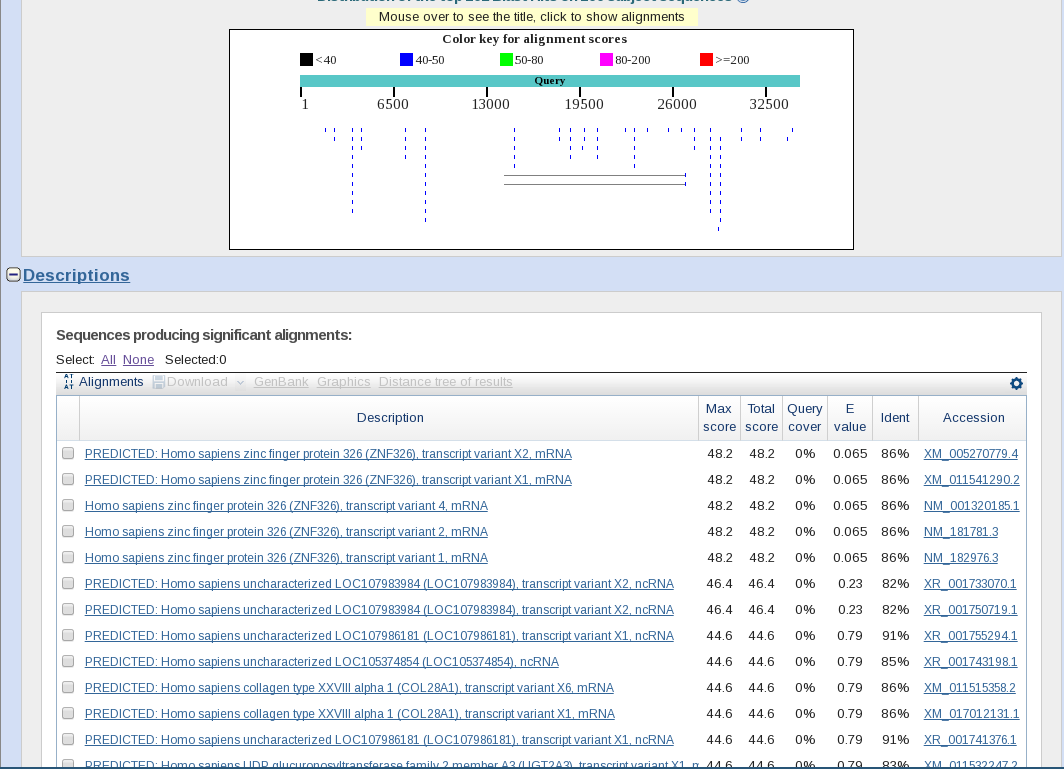 Mouse over to see the title, click to show alignments
Color key for alignment scores
<40 40-50 50-80 80-200 >=200
Query
1 6500 13000 19500 26000 32500
Descriptions
Sequences producing significant alignments:
Select: All None Selected:0
Alignments Download GenBank Graphics Distance tree of results
Description Max score Total score Query cover E value Ident Accession
PREDICTED: Homo sapiens zinc finger protein 326 (ZNF326), transcript variant X2, mRNA 48.2 48.2 0% 0.065 86% XM_005270779.4
PREDICTED: Homo sapiens zinc finger protein 326 (ZNF326), transcript variant X1, mRNA 48.2 48.2 0% 0.065 86% XM_011541290.2
Homo sapiens zinc finger protein 326 (ZNF326), transcript variant 4, mRNA 48.2 48.2 0% 0.065 86% NM_001320185.1
Homo sapiens zinc finger protein 326 (ZNF326), transcript variant 2, mRNA 48.2 48.2 0% 0.065 86% NM_181781.3
Homo sapiens zinc finger protein 326 (ZNF326), transcript variant 1, mRNA 48.2 48.2 0% 0.065 86% NM_182976.3
PREDICTED: Homo sapiens uncharacterized LOC107983984 (LOC107983984), transcript variant X2, ncRNA 46.4 46.4 0% 0.23 82% XR_001733070.1
PREDICTED: Homo sapiens uncharacterized LOC107983984 (LOC107983984), transcript variant X2, ncRNA 46.4 46.4 0% 0.23 82% XR_001750719.1
PREDICTED: Homo sapiens uncharacterized LOC107986181 (LOC107986181), transcript variant X1, ncRNA 44.6 44.6 0% 0.79 91% XR_001755294.1
PREDICTED: Homo sapiens uncharacterized LOC105374854 (LOC105374854), ncRNA 44.6 44.6 0% 0.79 85% XR_001743198.1
PREDICTED: Homo sapiens collagen type XXVIII alpha 1 (COL28A1), transcript variant X6, mRNA 44.6 44.6 0% 0.79 86% XM_011515358.2
PREDICTED: Homo sapiens collagen type XXVIII alpha 1 (COL28A1), transcript variant X1, mRNA 44.6 44.6 0% 0.79 86% XM_017012131.1
PREDICTED: Homo sapiens uncharacterized LOC107986181 (LOC107986181), transcript variant X1, ncRNA 44.6 44.6 0% 0.79 91% XR_001741376.1
PREDICTED: Homo sapiens UDP glucuronosyltransferase family 2 member A3 (UGT2A3), transcript variant X1, 44.6 44.6 0% 0.79 83% XM_011532247.2